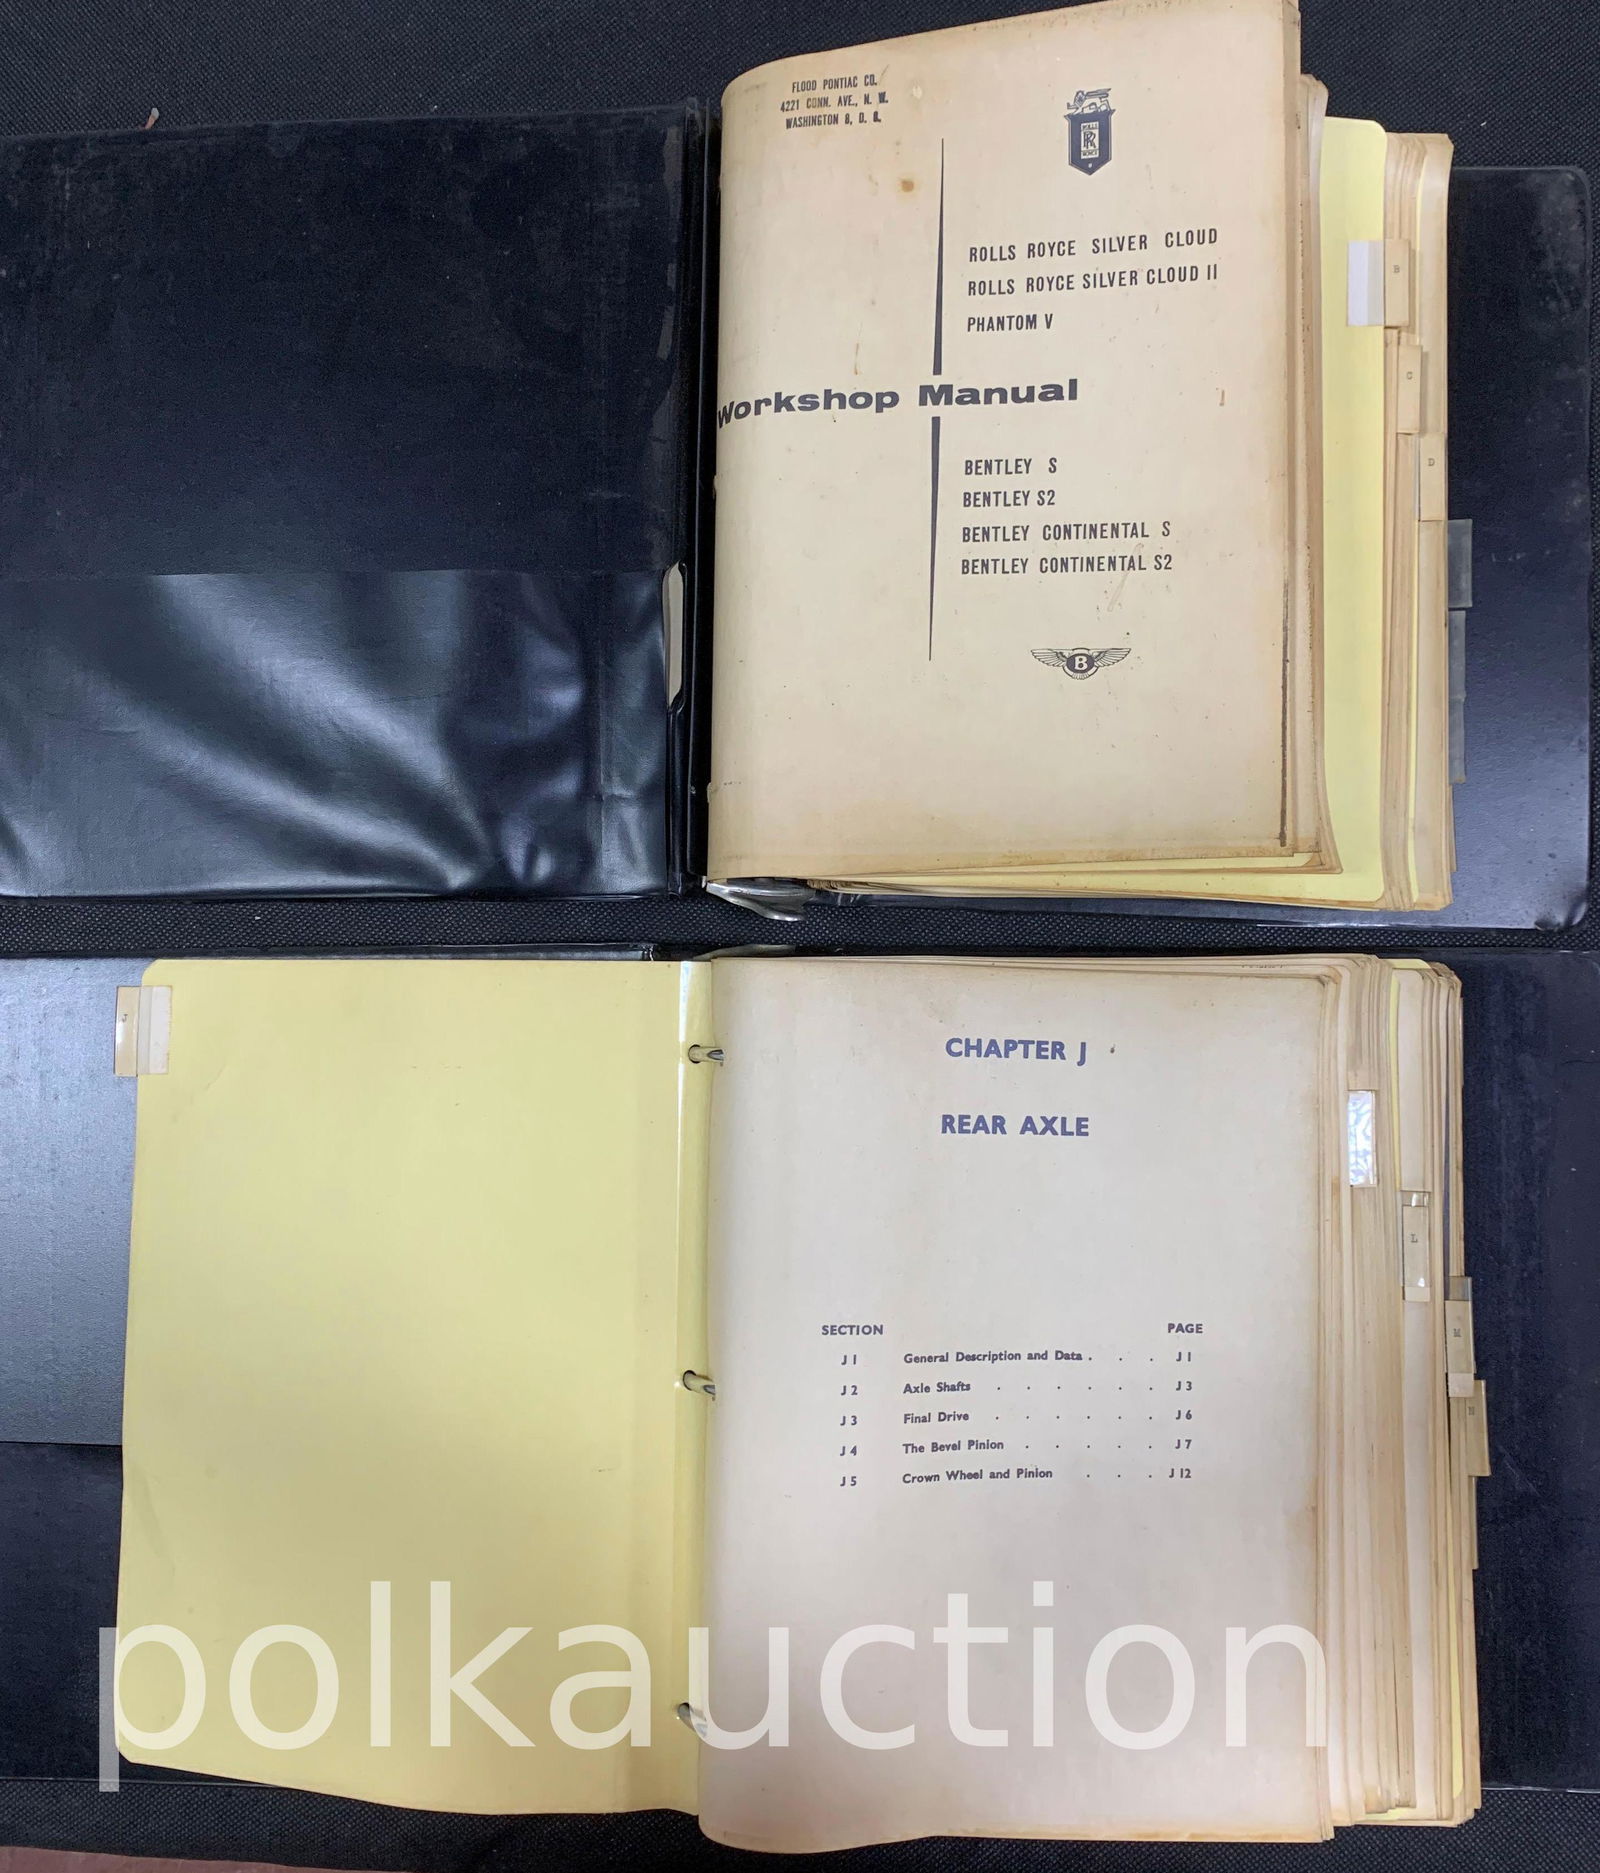 FLOOD PONTIAC CO.
4221 CONN. AVE., N. W.
WASHINGTON 8, D. C.
ROLLS
RR
ROYCE
ROLLS ROYCE SILVER CLOUD
ROLLS ROYCE SILVER CLOUD II
PHANTOM V
Workshop Manual
BENTLEY S
BENTLEY S2
BENTLEY CONTINENTAL S
BENTLEY CONTINENTAL S2
B
B
C
D
J
CHAPTER J
REAR AXLE
SECTION PAGE
J 1 General Description and Data . . . J 1
J 2 Axle Shafts . . . . . . J 3
J 3 Final Drive . . . . . . J 6
J 4 The Bevel Pinion . . . . . J 7
J 5 Crown Wheel and Pinion . . . J 12
L
M
N
polkauction